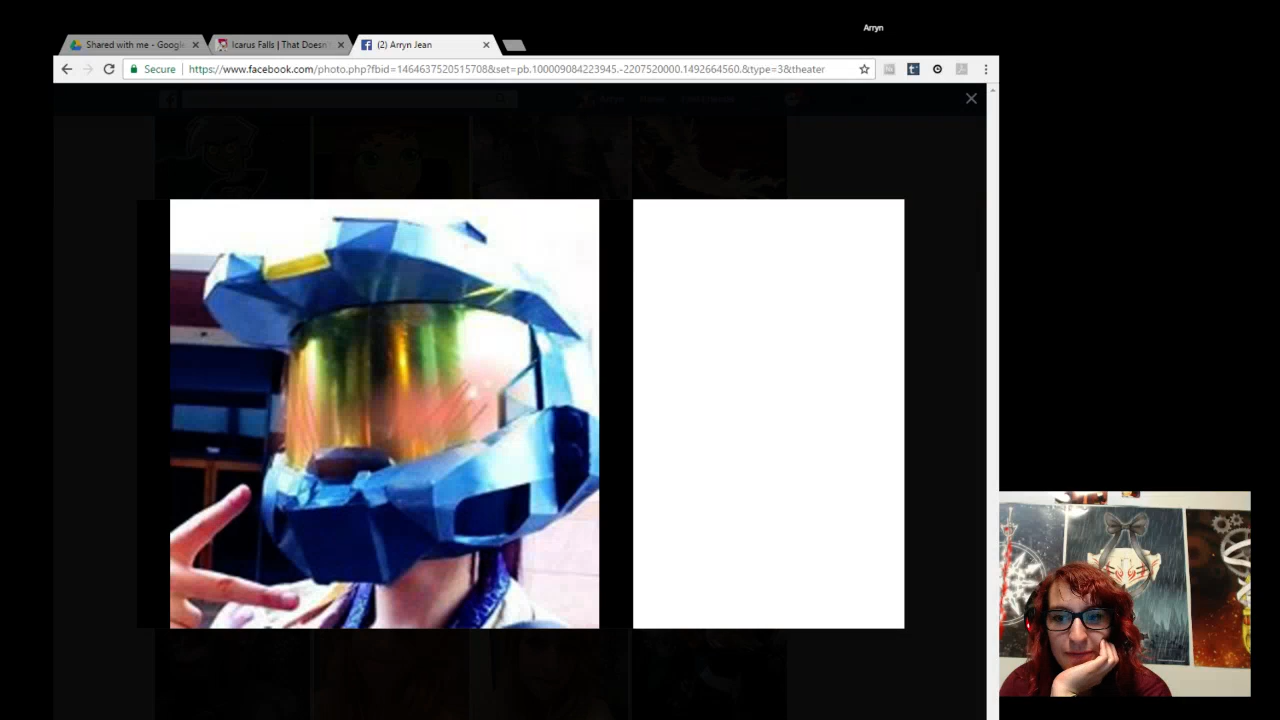 Arryn
Shared with me - Google
Icarus Falls | That Doesn'
(2) Arryn Jean
Secure
https://www.facebook.com/photo.php?fbid=1464637520515708&set=pb.100009084223945.-2207520000.1492664560.&type=3&theater